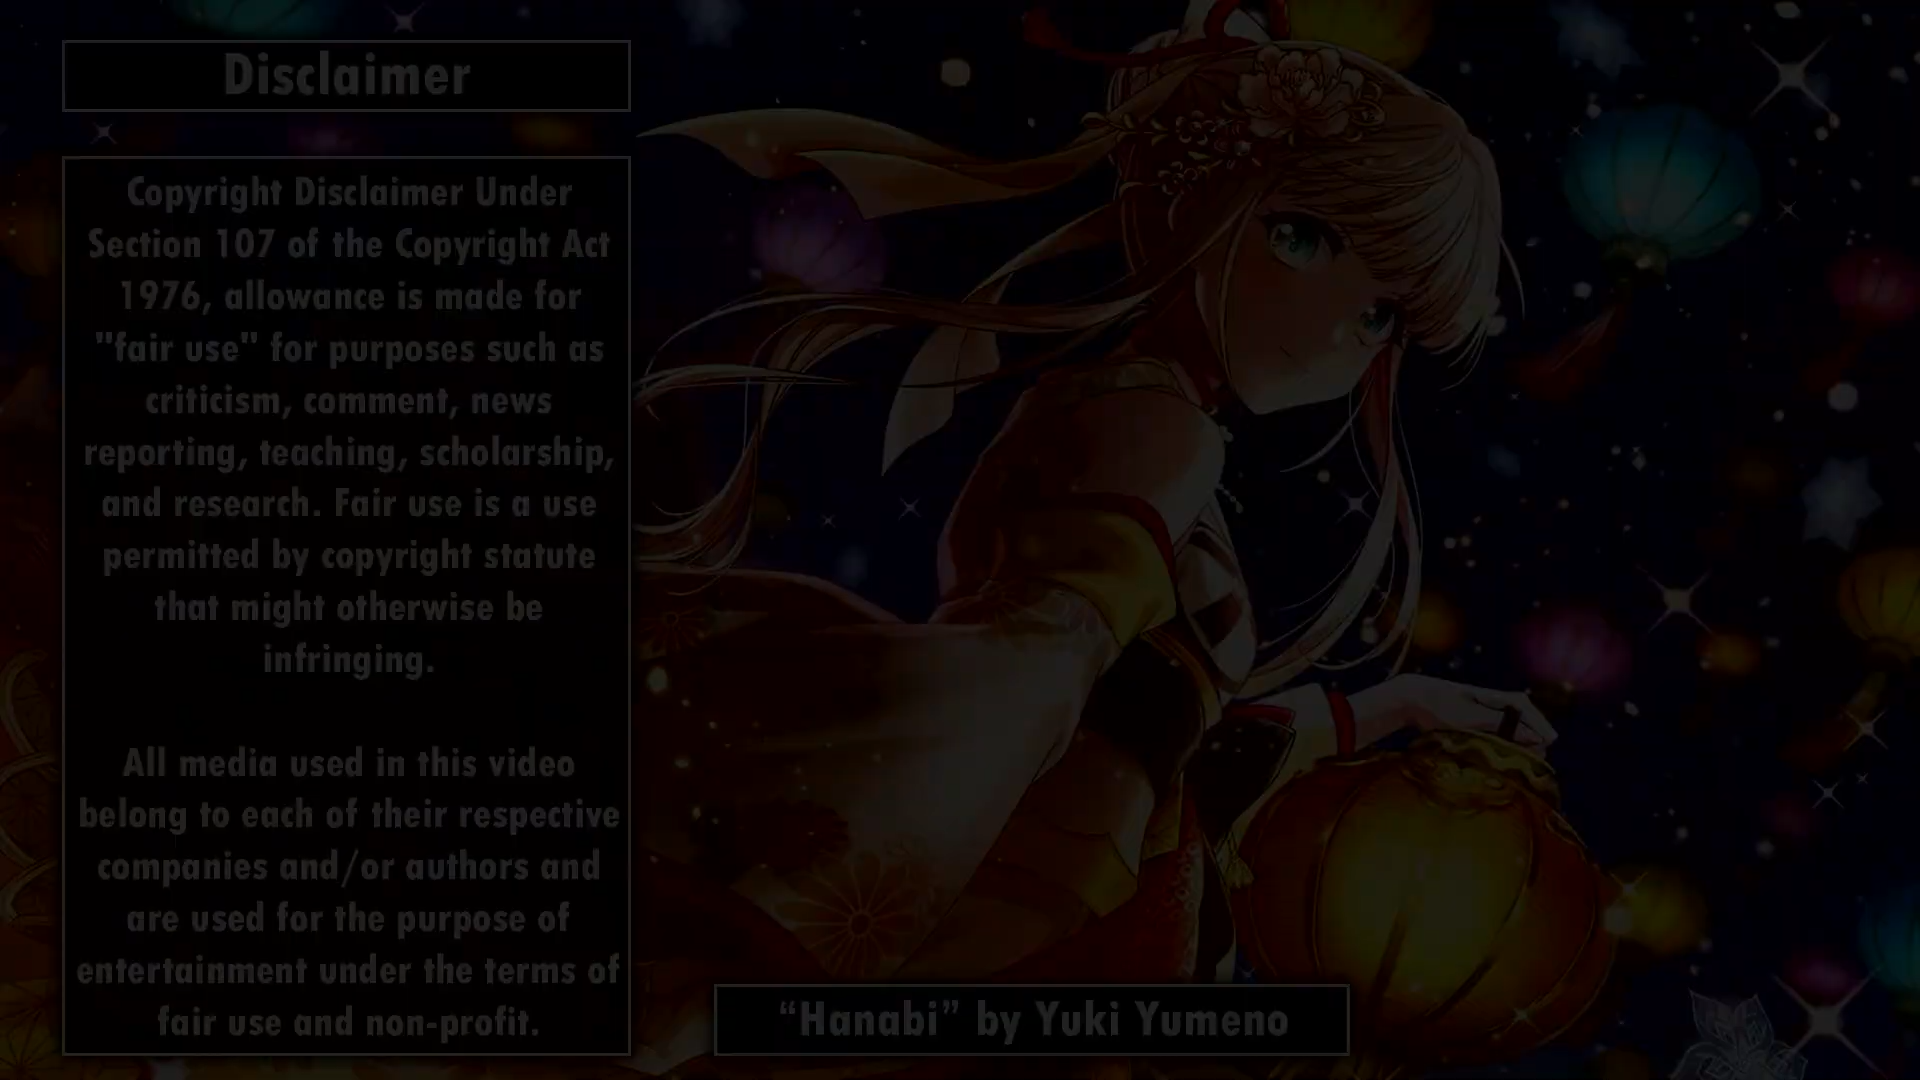 Disclaimer
Copyright Disclaimer Under
Section 107 of the Copyright Act
1976, allowance is made for
"fair use" for purposes such as
criticism, comment, news
reporting, teaching, scholarship,
and research. Fair use is a use
permitted by copyright statute
that might otherwise be
infringing.
All media used in this video
belong to each of their respective
companies and/or authors and
are used for the purpose of
entertainment under the terms of
fair use and non-profit.
“Hanabi” by Yuki Yumeno